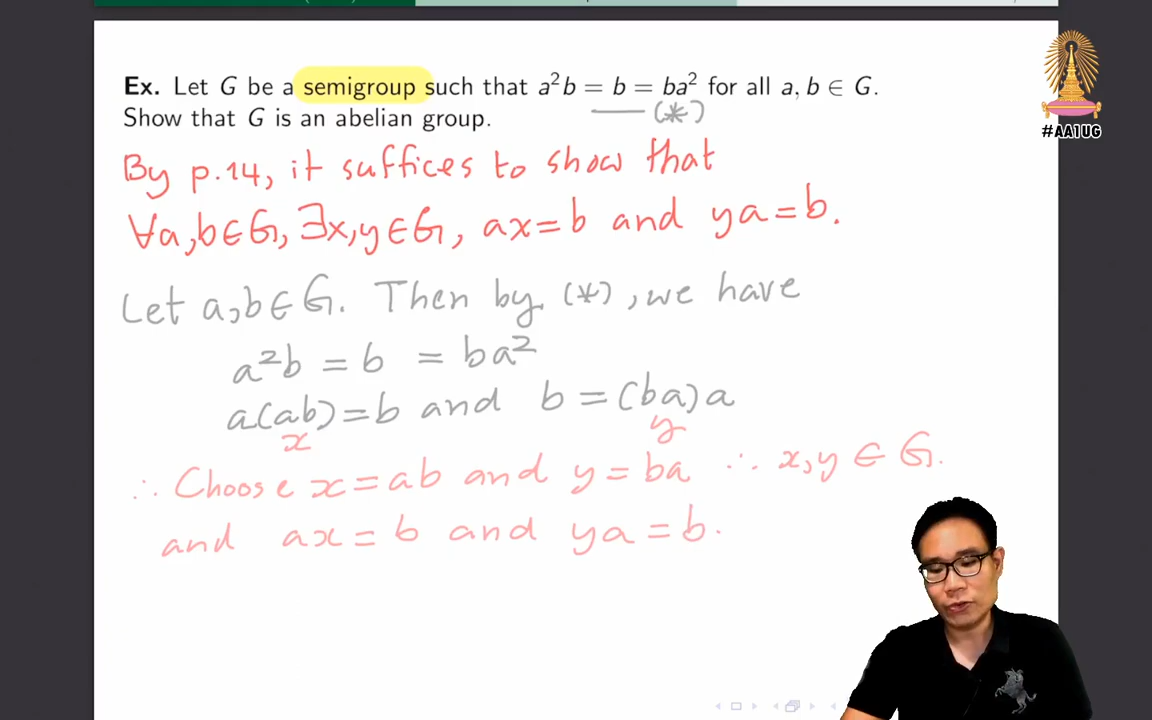 Ex. Let G be a semigroup such that a²b = b = ba² for all a, b ∈ G.
(*)
Show that G is an abelian group.
#AA1UG
By p.14, it suffices to show that
∀a,b∈G, ∃x,y∈G, ax=b and ya=b.
Let a,b∈G. Then by (*), we have
a²b = b = ba²
a(ab)=b and b=(ba)a
x y
∴ Choose x=ab and y=ba ∴ x,y∈G.
and ax=b and ya=b.